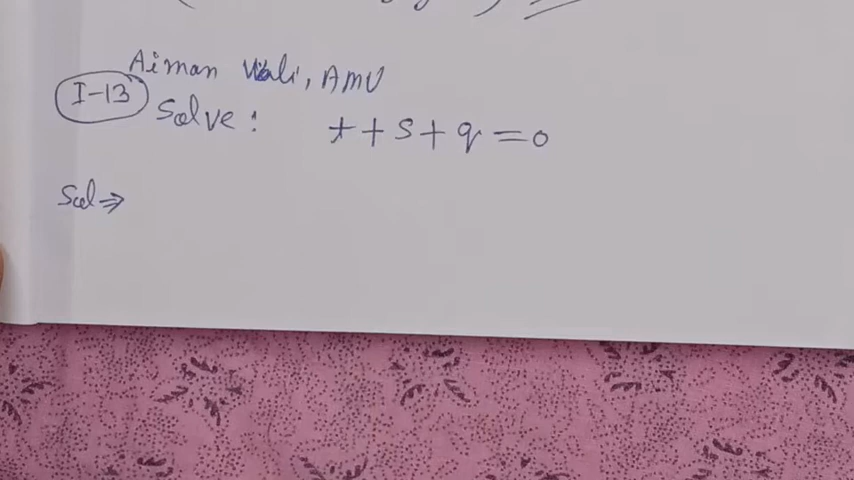 Aiman Wali, AMU
I-13 Solve: t+s+q=0
Sol⇒